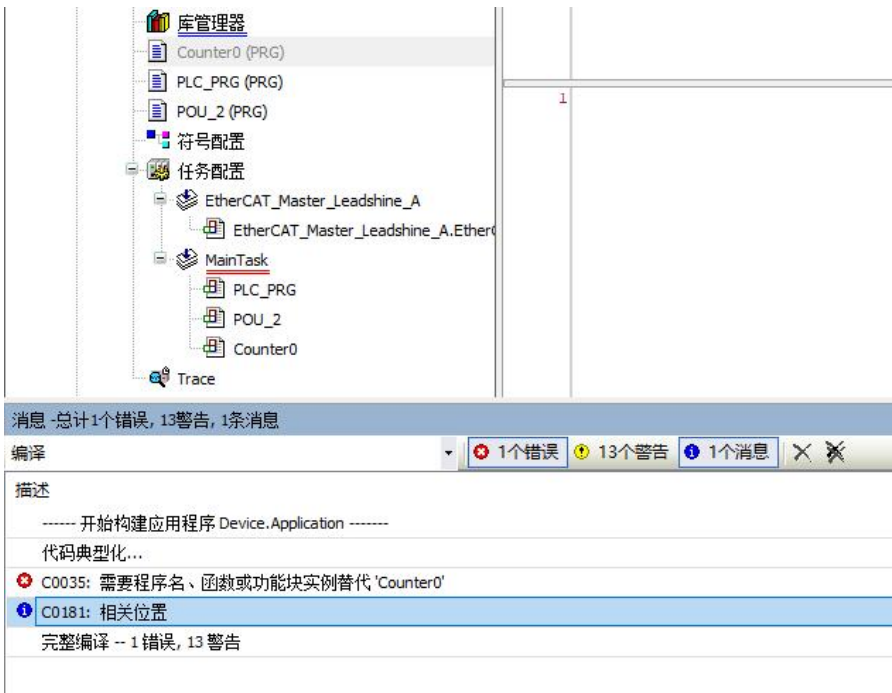 库管理器
Counter0 (PRG)
PLC_PRG (PRG)
POU_2 (PRG)
符号配置
任务配置
EtherCAT_Master_Leadshine_A
EtherCAT_Master_Leadshine_A.Ether
MainTask
PLC_PRG
POU_2
Counter0
Trace
1
消息 -总计1个错误, 13警告, 1条消息
编译 1个错误 13个警告 1个消息
描述
------ 开始构建应用程序 Device.Application -------
代码典型化...
C0035: 需要程序名、函数或功能块实例替代 'Counter0'
C0181: 相关位置
完整编译 -- 1 错误, 13 警告